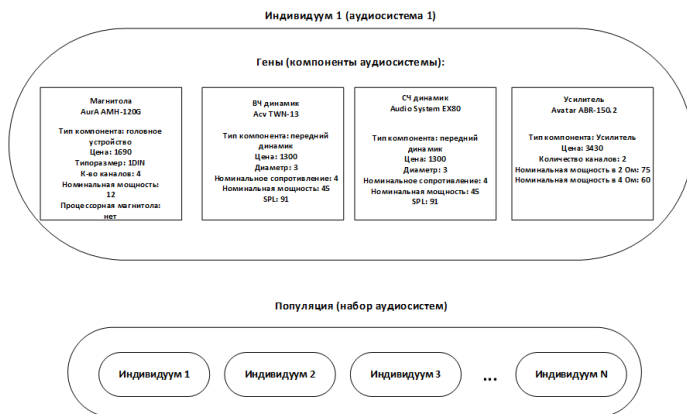 Индивидуум 1 (аудиосистема 1)
Гены (компоненты аудиосистемы):
Магнитола
AurA AMH-120G
Тип компонента: головное
устройство
Цена: 1690
Типоразмер: 1DIN
К-во каналов: 4
Номинальная мощность:
12
Процессорная магнитола:
нет
ВЧ динамик
Acv TWN-13
Тип компонента: передний
динамик
Цена: 1300
Диаметр: 3
Номинальное сопротивление: 4
Номинальная мощность: 45
SPL: 91
СЧ динамик
Audio System EX80
Тип компонента: передний
динамик
Цена: 1300
Диаметр: 3
Номинальное сопротивление: 4
Номинальная мощность: 45
SPL: 91
Усилитель
Avatar ABR-150.2
Тип компонента: Усилитель
Цена: 3430
Количество каналов: 2
Номинальная мощность в 2 Ом: 75
Номинальная мощность в 4 Ом: 60
Популяция (набор аудиосистем)
Индивидуум 1
Индивидуум 2
Индивидуум 3
...
Индивидуум N